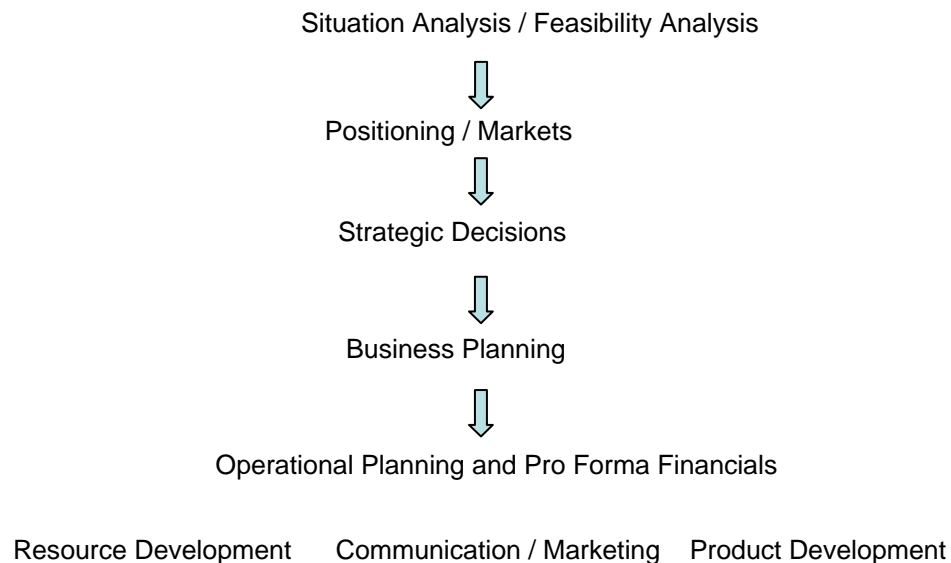 Situation Analysis / Feasibility Analysis
Positioning / Markets
Strategic Decisions
Business Planning
Operational Planning and Pro Forma Financials
Resource Development Communication / Marketing Product Development